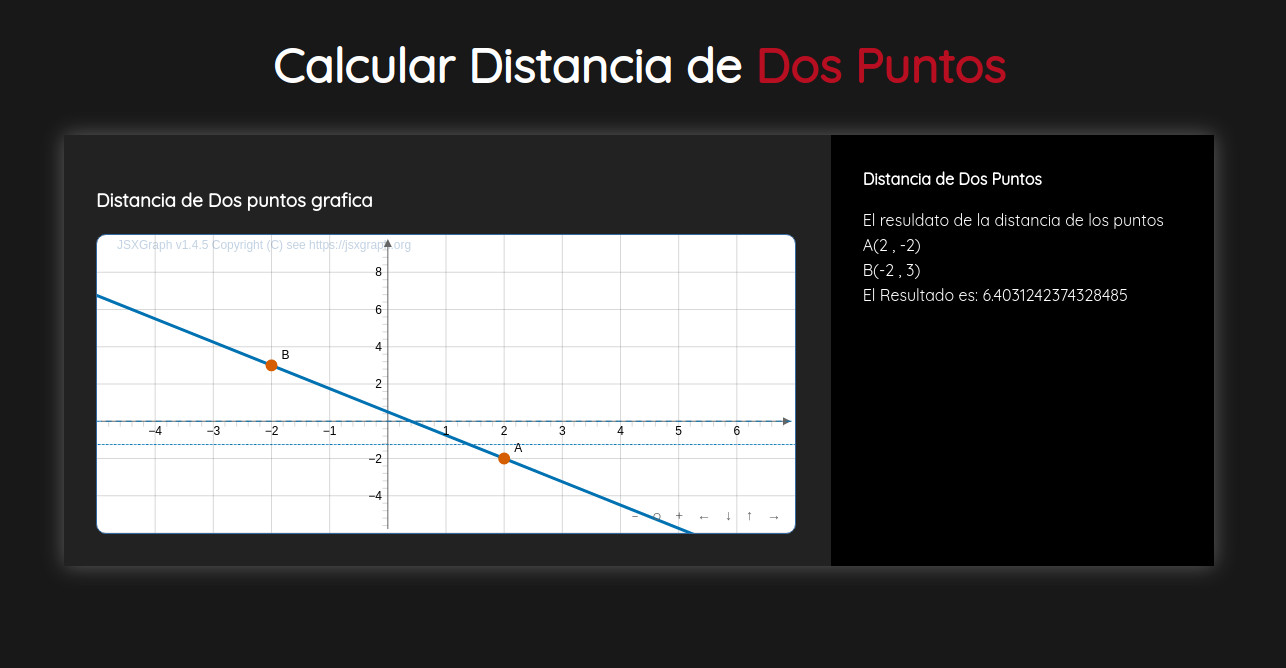 Calcular Distancia de Dos Puntos
Distancia de Dos puntos grafica
JSXGraph v1.4.5 Copyright (C) see https://jsxgraph.org
8
6
4
2
B
−4 −3 −2 −1 1 2 3 4 5 6
A
−2
−4
− o + ← ↓ ↑ →
Distancia de Dos Puntos
El resuldato de la distancia de los puntos
A(2 , -2)
B(-2 , 3)
El Resultado es: 6.4031242374328485